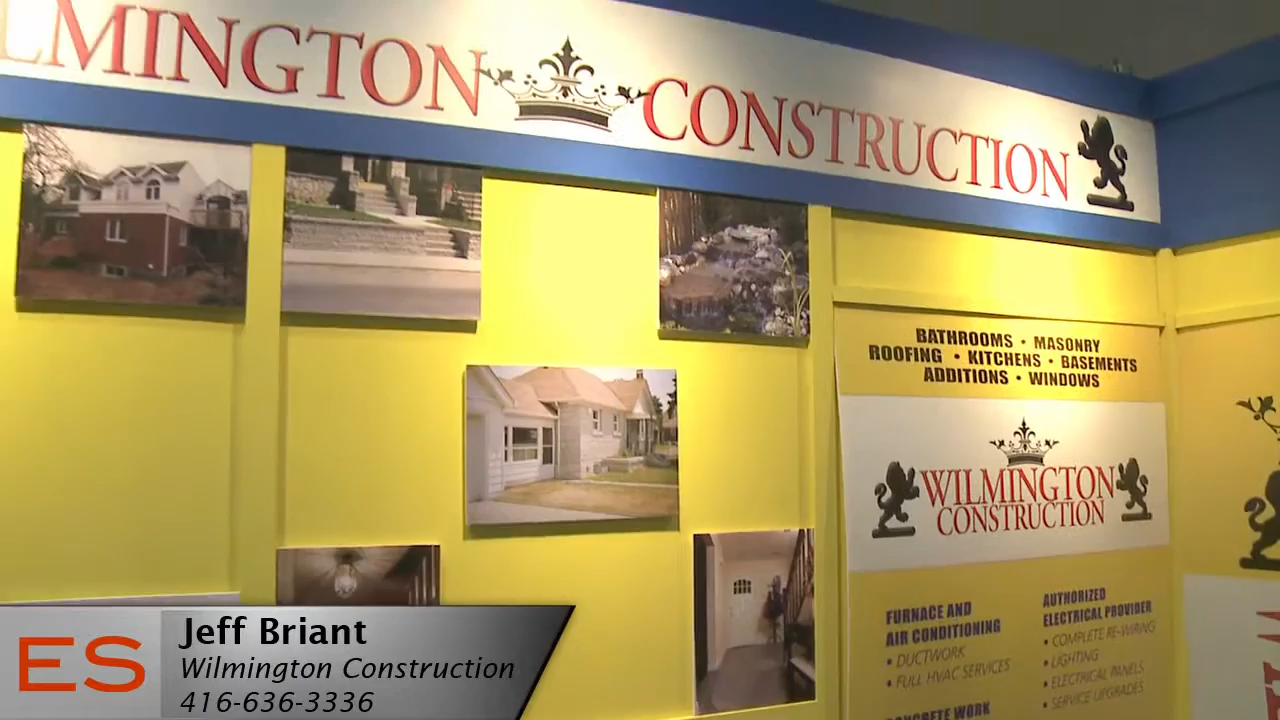 LMINGTON CONSTRUCTION
BATHROOMS • MASONRY
ROOFING • KITCHENS • BASEMENTS
ADDITIONS • WINDOWS
WILMINGTON
CONSTRUCTION
FURNACE AND
AIR CONDITIONING
• DUCTWORK
• FULL HVAC SERVICES
CONCRETE WORK
AUTHORIZED
ELECTRICAL PROVIDER
• COMPLETE RE-WIRING
• LIGHTING
• ELECTRICAL PANELS
• SERVICE UPGRADES
ES
Jeff Briant
Wilmington Construction
416-636-3336